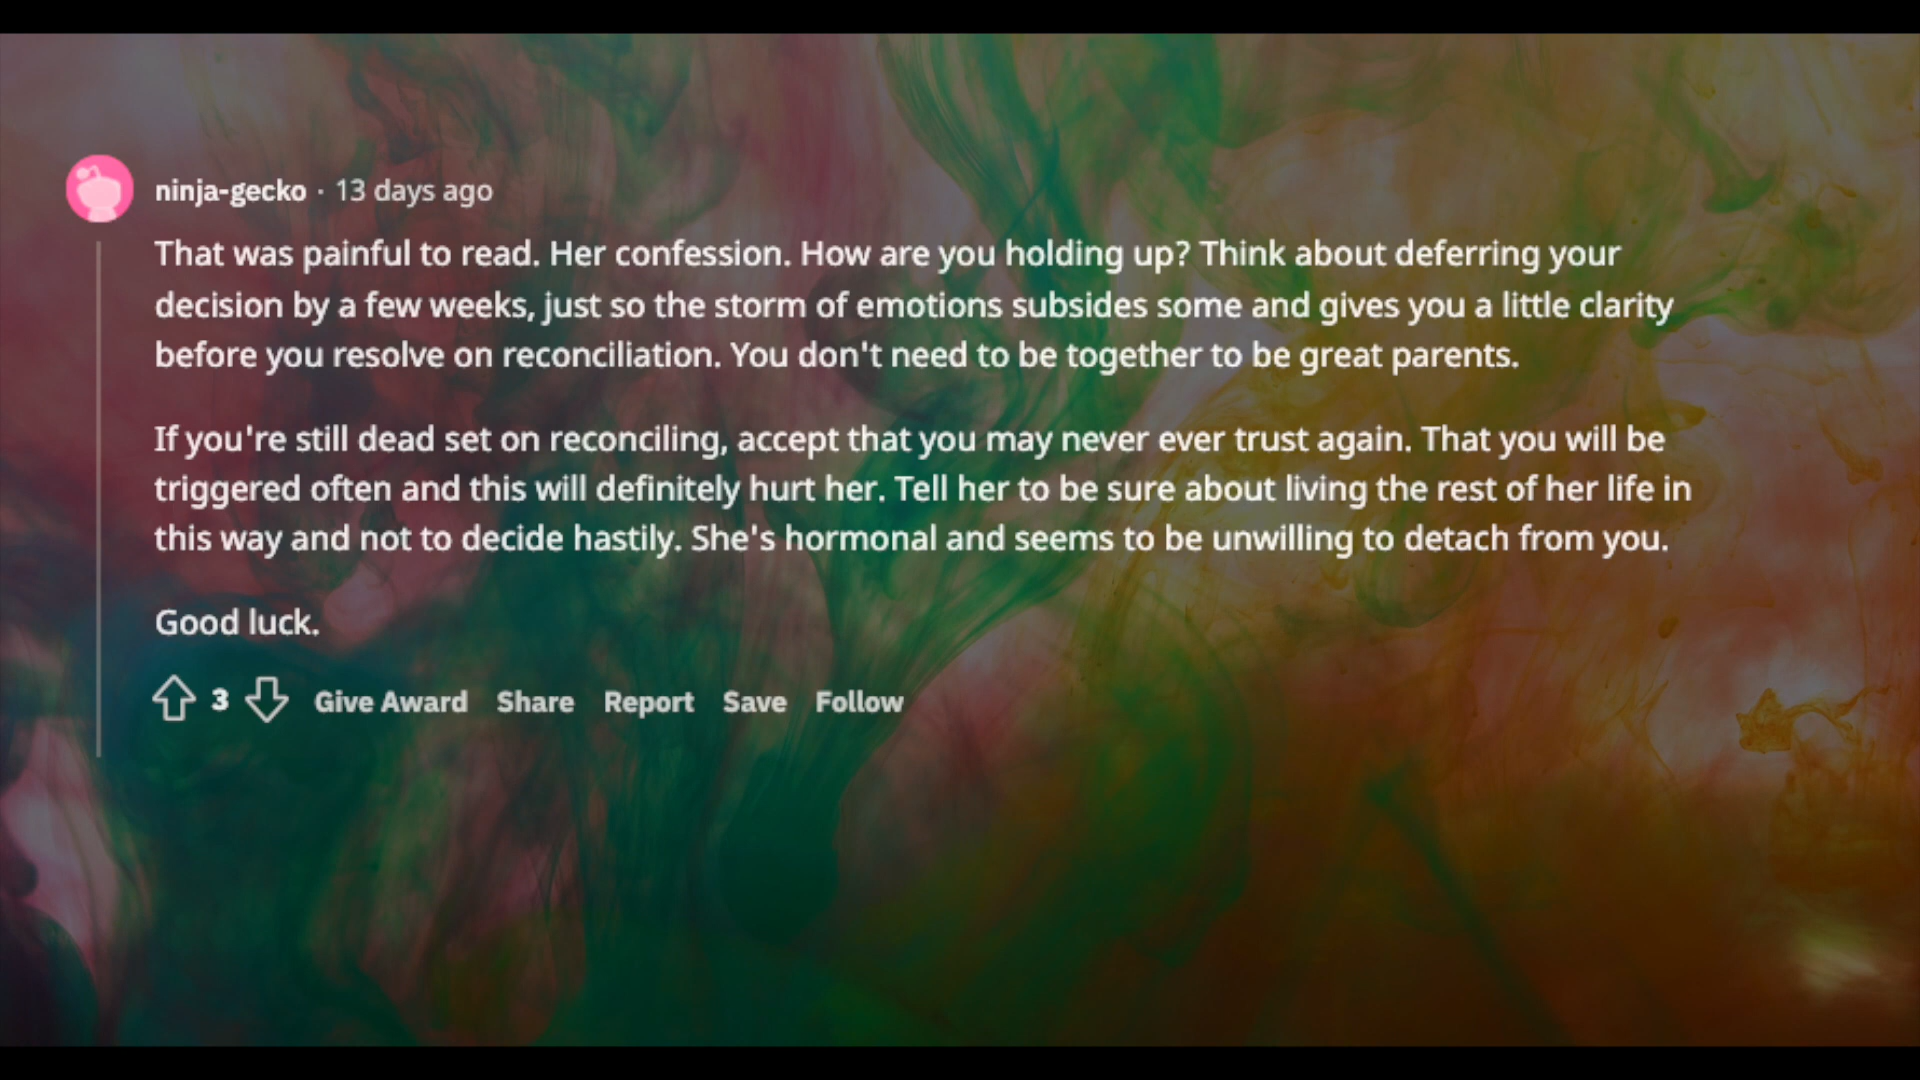 ninja-gecko · 13 days ago
That was painful to read. Her confession. How are you holding up? Think about deferring your
decision by a few weeks, just so the storm of emotions subsides some and gives you a little clarity
before you resolve on reconciliation. You don't need to be together to be great parents.
If you're still dead set on reconciling, accept that you may never ever trust again. That you will be
triggered often and this will definitely hurt her. Tell her to be sure about living the rest of her life in
this way and not to decide hastily. She's hormonal and seems to be unwilling to detach from you.
Good luck.
3 Give Award Share Report Save Follow